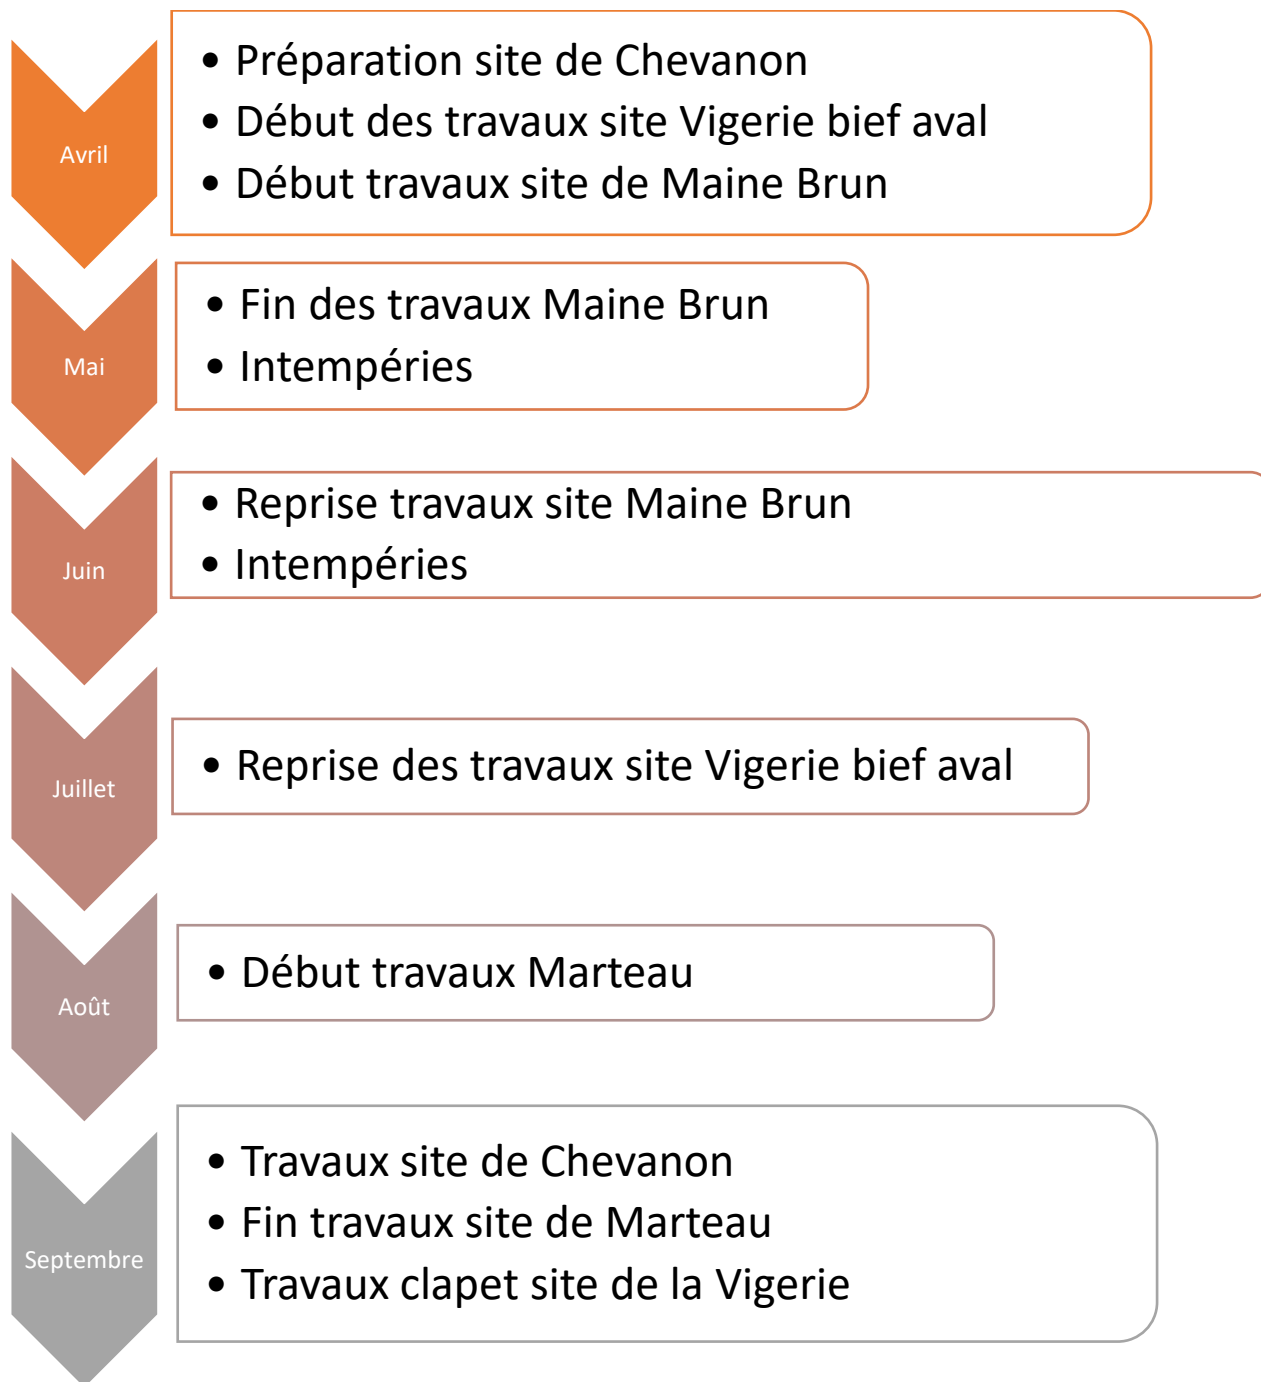 Avril
• Préparation site de Chevanon
• Début des travaux site Vigerie bief aval
• Début travaux site de Maine Brun
Mai
• Fin des travaux Maine Brun
• Intempéries
Juin
• Reprise travaux site Maine Brun
• Intempéries
Juillet
• Reprise des travaux site Vigerie bief aval
Août
• Début travaux Marteau
Septembre
• Travaux site de Chevanon
• Fin travaux site de Marteau
• Travaux clapet site de la Vigerie